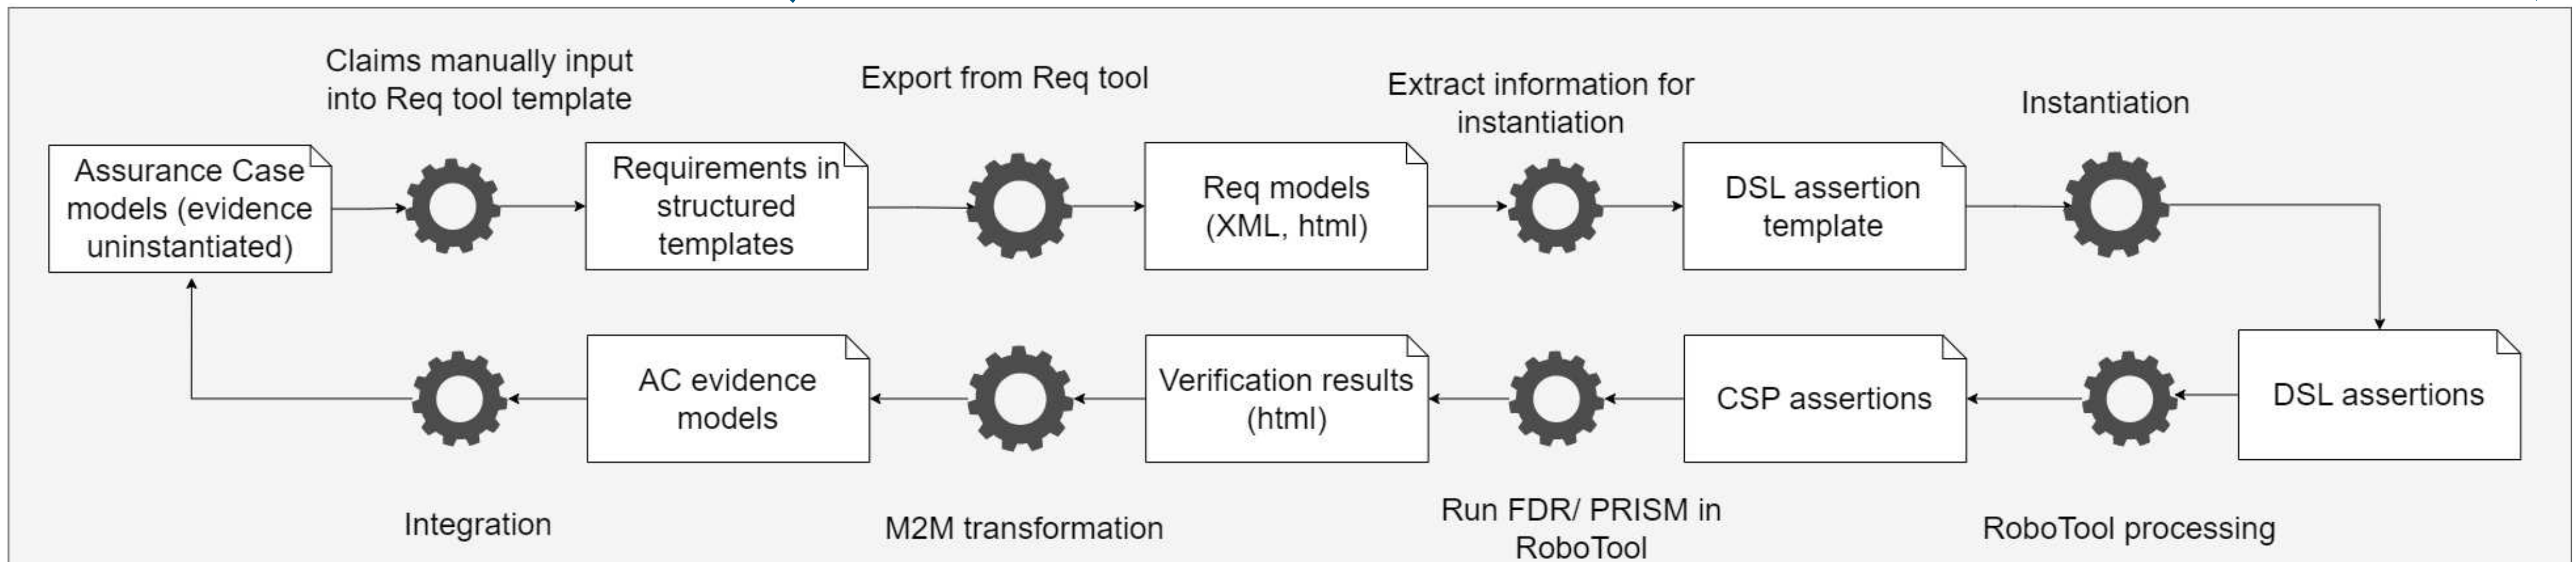 Claims manually input
into Req tool template
Export from Req tool
Extract information for
instantiation
Instantiation
Assurance Case
models (evidence
uninstantiated)
Requirements in
structured
templates
Req models
(XML, html)
DSL assertion
template
AC evidence
models
Verification results
(html)
CSP assertions
DSL assertions
Integration
M2M transformation
Run FDR/ PRISM in
RoboTool
RoboTool processing